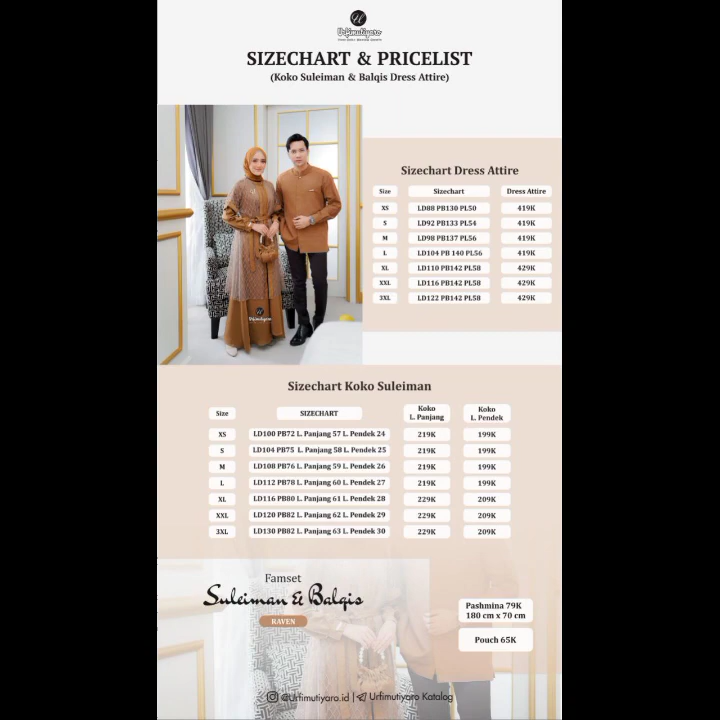 Urfimutiyaro
SIZECHART & PRICELIST
(Koko Suleiman & Balqis Dress Attire)
Sizechart Dress Attire
Size Sizechart Dress Attire
XS LD88 PB130 PL50 419K
S LD92 PB133 PL54 419K
M LD98 PB137 PL56 419K
L LD104 PB 140 PL56 419K
XL LD110 PB142 PL58 429K
XXL LD116 PB142 PL58 429K
3XL LD122 PB142 PL58 429K
Urfimutiyaro
Sizechart Koko Suleiman
Size SIZECHART Koko L. Panjang Koko L. Pendek
XS LD100 PB72 L. Panjang 57 L. Pendek 24 219K 199K
S LD104 PB75 L. Panjang 58 L. Pendek 25 219K 199K
M LD108 PB76 L. Panjang 59 L. Pendek 26 219K 199K
L LD112 PB78 L. Panjang 60 L. Pendek 27 219K 199K
XL LD116 PB80 L. Panjang 61 L. Pendek 28 229K 209K
XXL LD120 PB82 L. Panjang 62 L. Pendek 29 229K 209K
3XL LD130 PB82 L. Panjang 63 L. Pendek 30 229K 209K
Famset
Suleiman & Balqis
RAVEN
Pashmina 79K
180 cm x 70 cm
Pouch 65K
@Urfimutiyaro.id | Urfimutiyaro Katalog